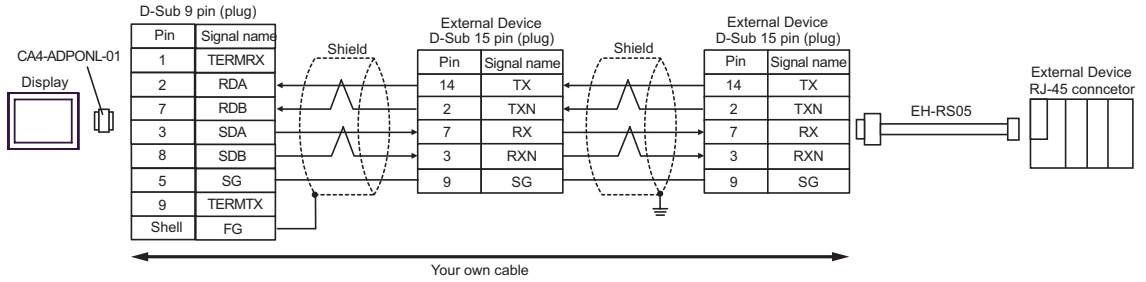 D-Sub 9 pin (plug)
Pin Signal name
1 TERMRX
2 RDA
7 RDB
3 SDA
8 SDB
5 SG
9 TERMTX
Shell FG
CA4-ADPONL-01
Display
Shield
External Device
D-Sub 15 pin (plug)
Pin Signal name
14 TX
2 TXN
7 RX
3 RXN
9 SG
Shield
External Device
D-Sub 15 pin (plug)
Pin Signal name
14 TX
2 TXN
7 RX
3 RXN
9 SG
EH-RS05
External Device
RJ-45 conncetor
Your own cable